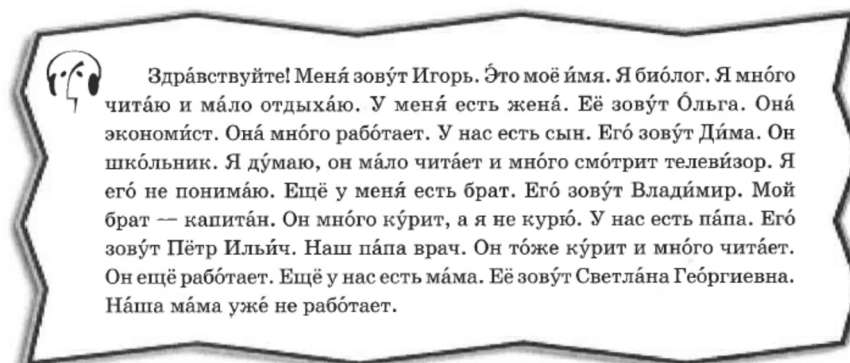 Здра́вствуйте! Меня́ зову́т Игорь. Э́то моё и́мя. Я био́лог. Я мно́го
чита́ю и ма́ло отдыха́ю. У меня́ есть жена́. Её зову́т О́льга. Она́
экономи́ст. Она́ мно́го рабо́тает. У нас есть сын. Его́ зову́т Ди́ма. Он
шко́льник. Я ду́маю, он ма́ло чита́ет и мно́го смо́трит телеви́зор. Я
его́ не понима́ю. Ещё у меня́ есть брат. Его́ зову́т Влади́мир. Мой
брат — капита́н. Он мно́го ку́рит, а я не курю́. У нас есть па́па. Его́
зову́т Пётр Ильи́ч. Наш па́па врач. Он то́же ку́рит и мно́го чита́ет.
Он ещё рабо́тает. Ещё у нас есть ма́ма. Её зову́т Светла́на Гео́ргиевна.
На́ша ма́ма уже́ не рабо́тает.